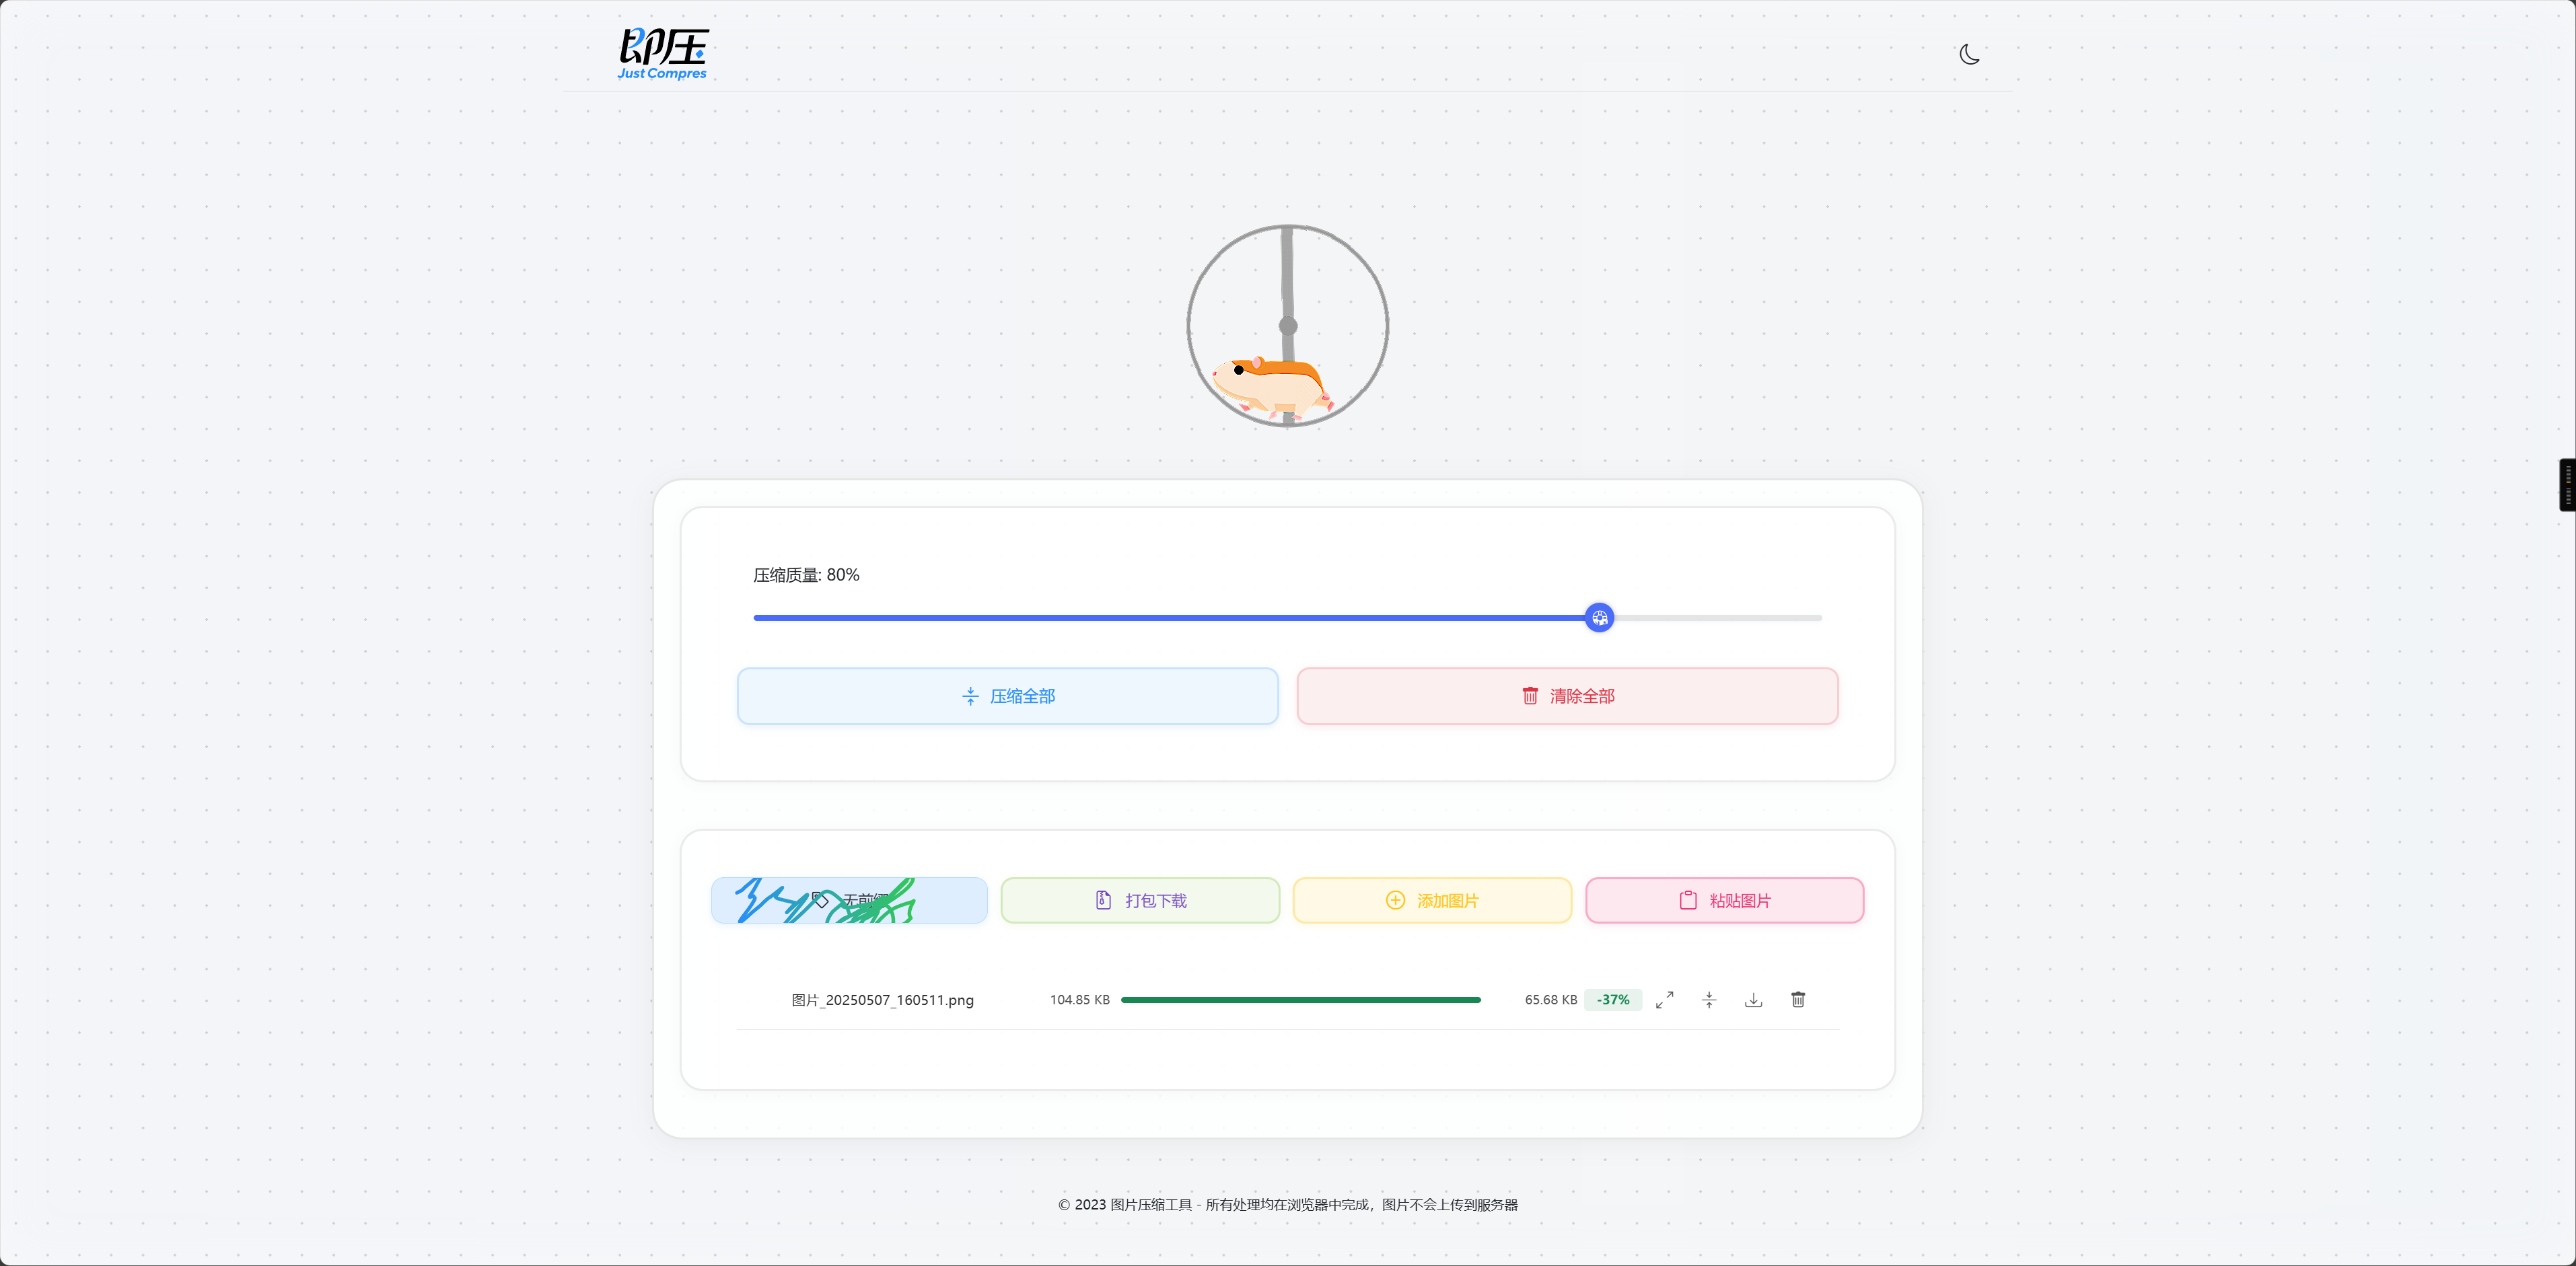 即压
Just Compres
压缩质量: 80%
压缩全部
清除全部
无前
打包下载
添加图片
粘贴图片
图片_20250507_160511.png
104.85 KB
65.68 KB
-37%
© 2023 图片压缩工具 - 所有处理均在浏览器中完成，图片不会上传到服务器